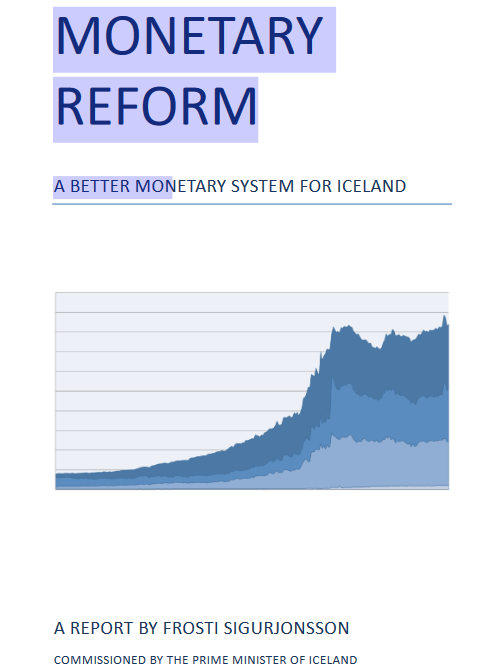 MONETARY
REFORM
A BETTER MONETARY SYSTEM FOR ICELAND
A REPORT BY FROSTI SIGURJONSSON
COMMISSIONED BY THE PRIME MINISTER OF ICELAND